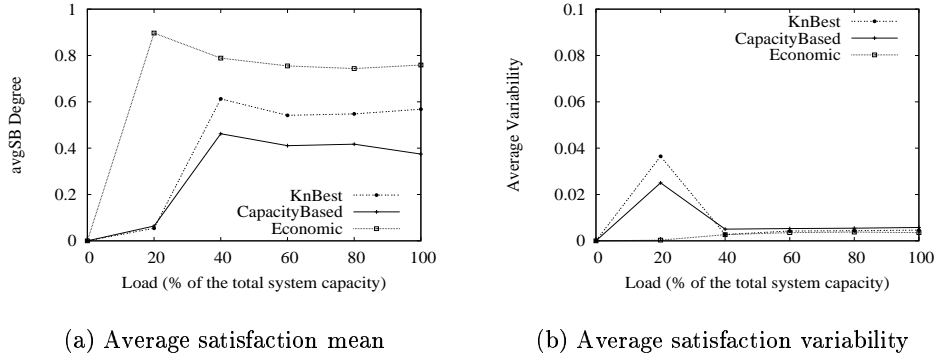 1
0.8
0.6
0.4
0.2
0
avgSB Degree
KnBest
CapacityBased
Economic
0 20 40 60 80 100
Load (% of the total system capacity)
(a) Average satisfaction mean
0.1
0.08
0.06
0.04
0.02
0
Average Variability
KnBest
CapacityBased
Economic
0 20 40 60 80 100
Load (% of the total system capacity)
(b) Average satisfaction variability